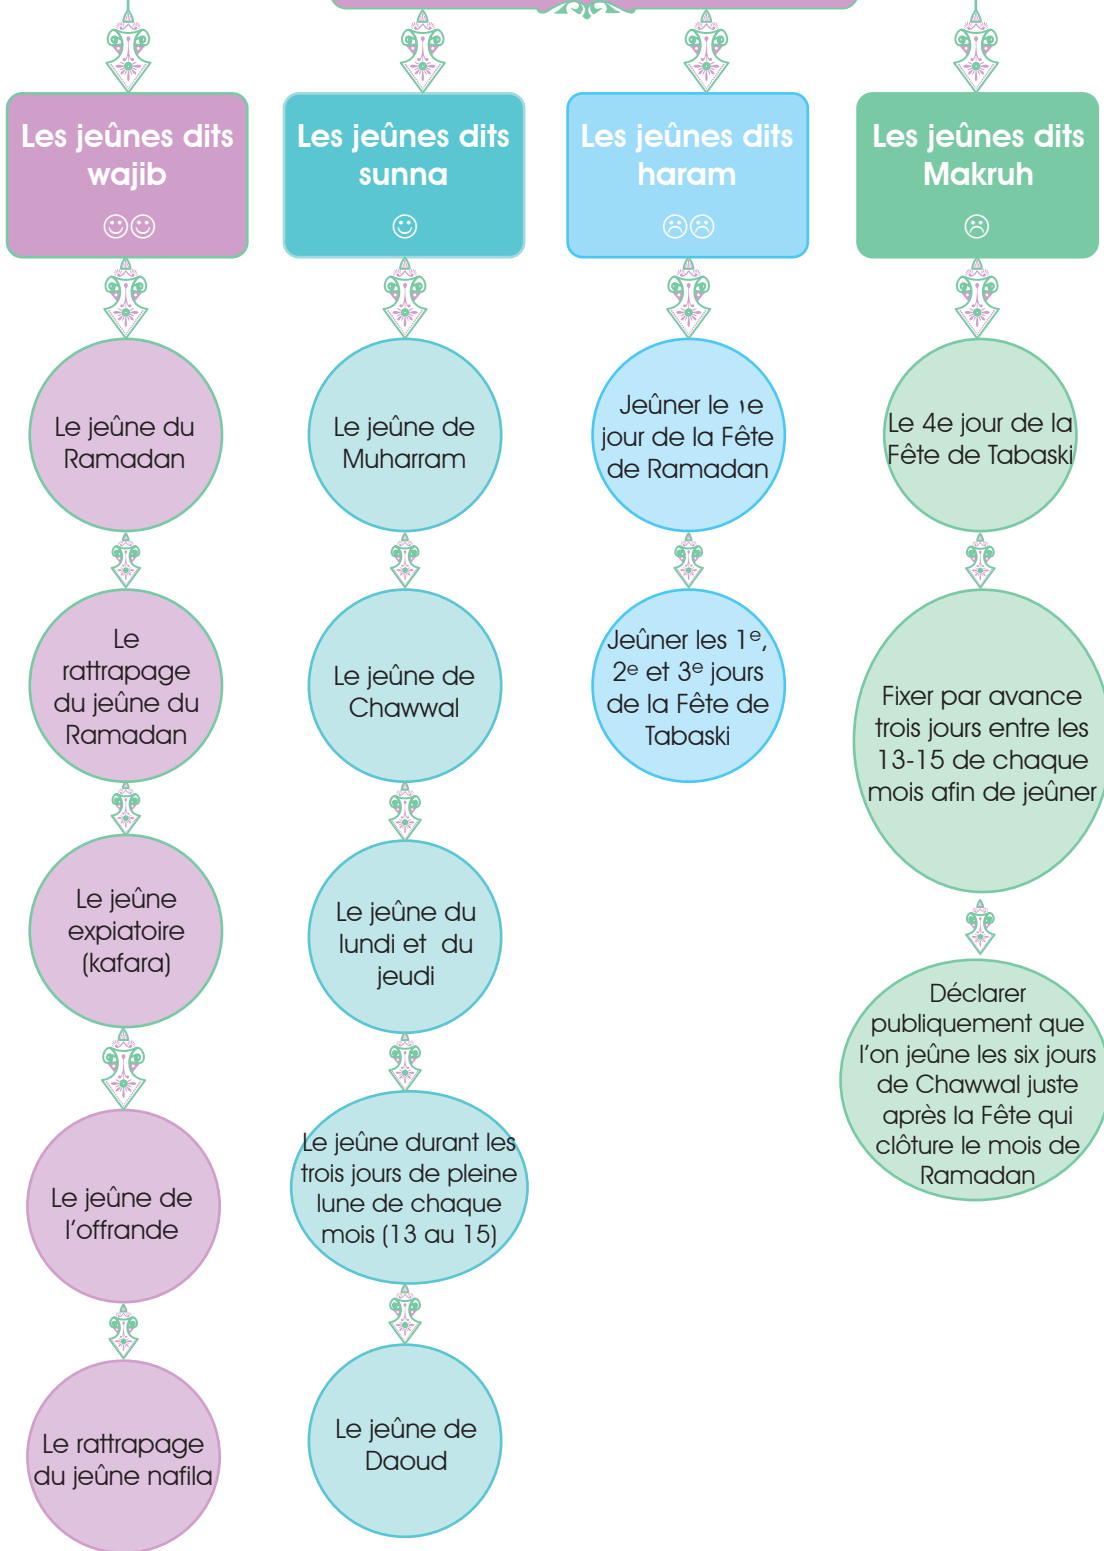 Les jeûnes dits
wajib
☺☺
Le jeûne du
Ramadan
Le
rattrapage
du jeûne du
Ramadan
Le jeûne
expiatoire
(kafara)
Le jeûne de
l’offrande
Le rattrapage
du jeûne nafila
Les jeûnes dits
sunna
☺
Le jeûne de
Muharram
Le jeûne de
Chawwal
Le jeûne du
lundi et du
jeudi
Le jeûne durant les
trois jours de pleine
lune de chaque
mois (13 au 15)
Le jeûne de
Daoud
Les jeûnes dits
haram
☹☹
Jeûner le ١e
jour de la Fête
de Ramadan
Jeûner les 1e,
2e et 3e jours
de la Fête de
Tabaski
Les jeûnes dits
Makruh
☹
Le 4e jour de la
Fête de Tabaski
Fixer par avance
trois jours entre les
13-15 de chaque
mois afin de jeûner
Déclarer
publiquement que
l’on jeûne les six jours
de Chawwal juste
après la Fête qui
clôture le mois de
Ramadan